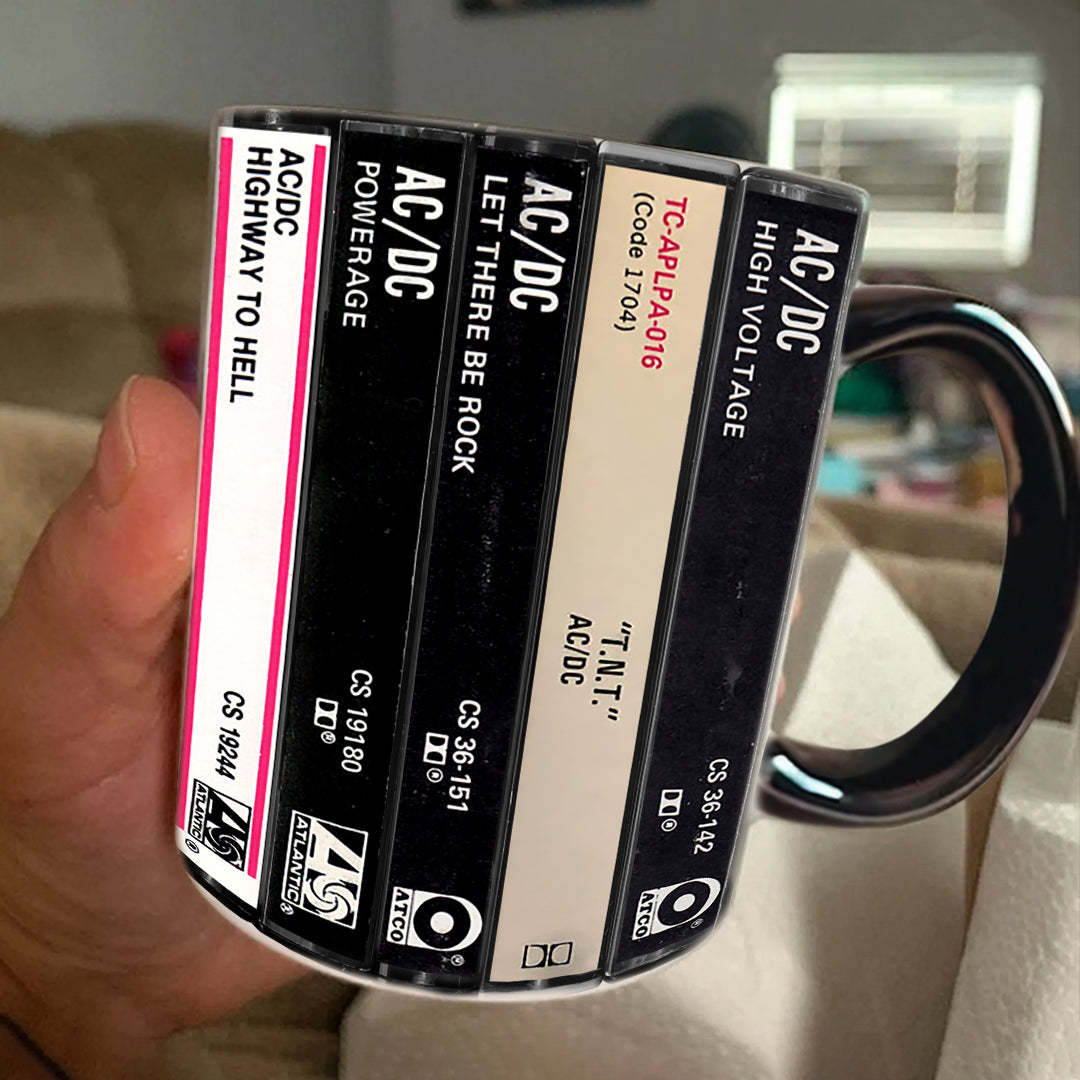 AC/DC
HIGHWAY TO HELL
CS 19244
ATLANTIC
®
AC/DC
POWERAGE
CS 19180
®
ATLANTIC
®
AC/DC
LET THERE BE ROCK
CS 36-151
®
ATCO
®
TC-APLPA-016
(Code 1704)
"T.N.T."
AC/DC
AC/DC
HIGH VOLTAGE
CS 36-142
®
ATCO
®